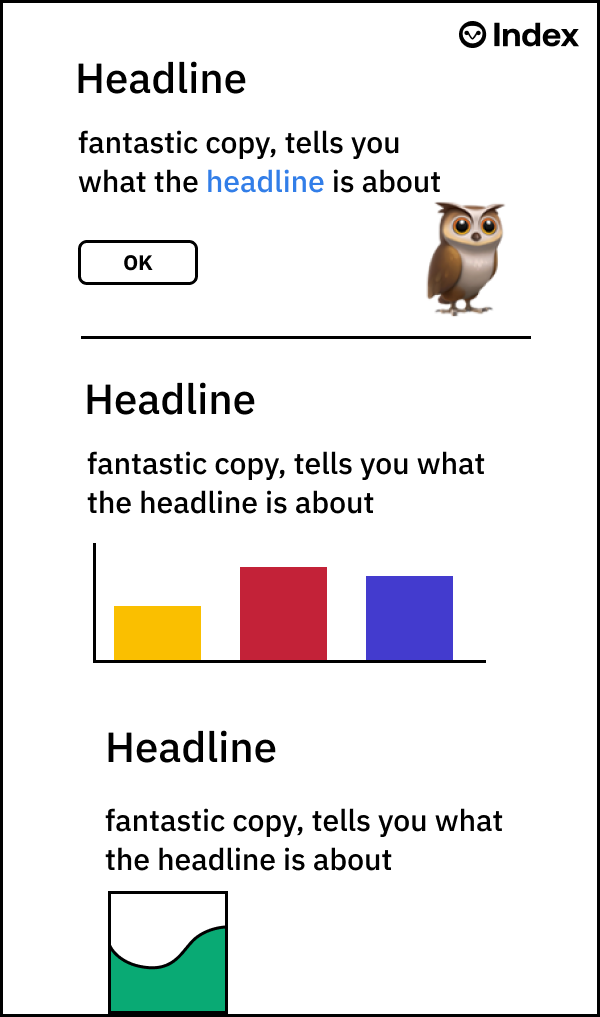 Index
Headline
fantastic copy, tells you
what the headline is about
OK
Headline
fantastic copy, tells you what
the headline is about
Headline
fantastic copy, tells you what
the headline is about